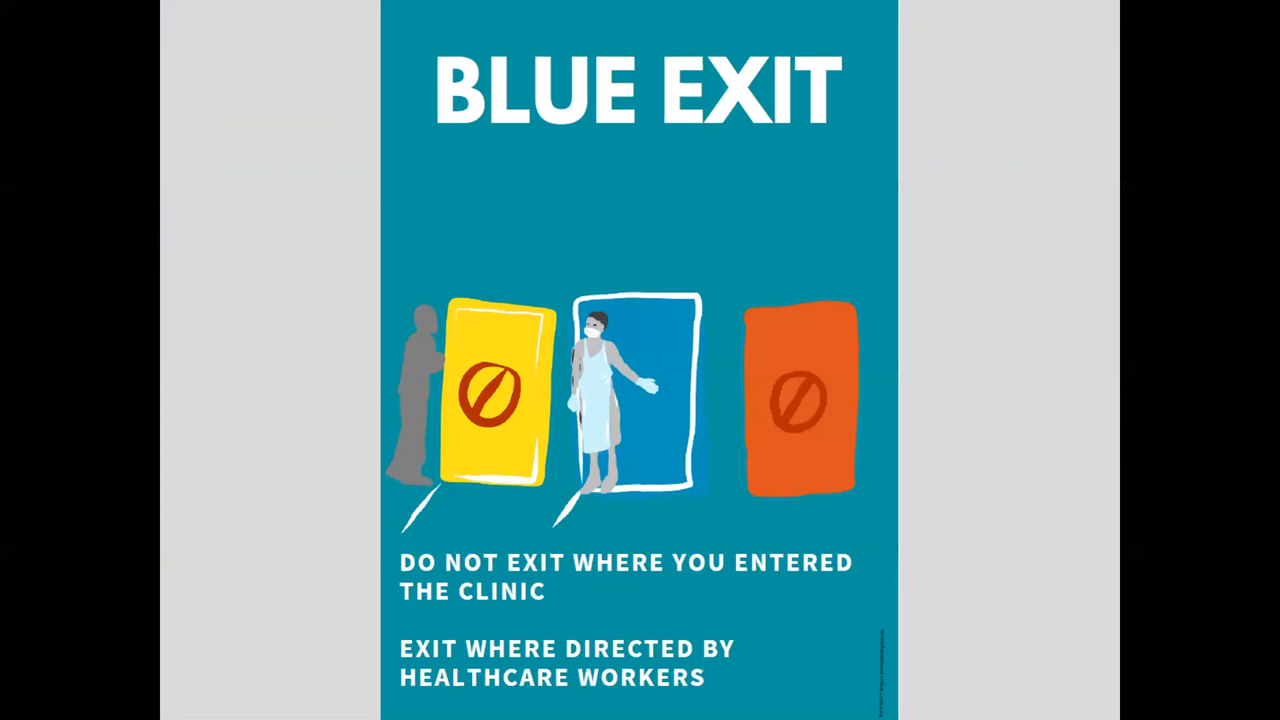 BLUE EXIT
DO NOT EXIT WHERE YOU ENTERED
THE CLINIC
EXIT WHERE DIRECTED BY
HEALTHCARE WORKERS